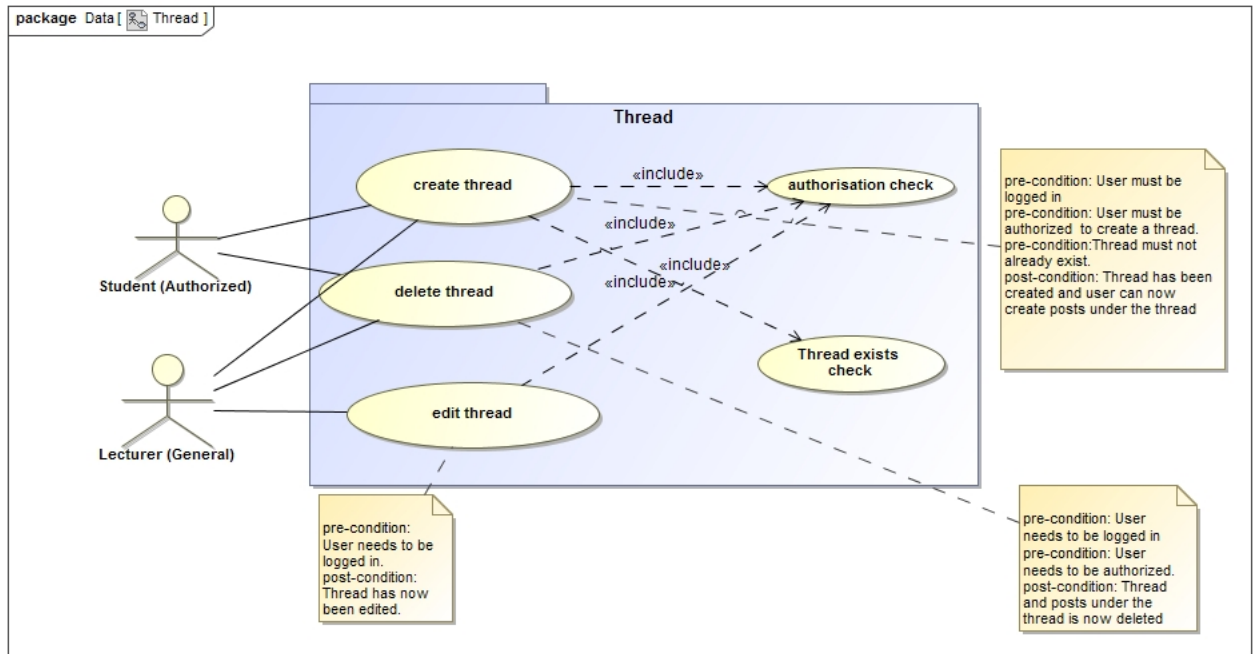 package Data [ Thread ]
Thread
create thread
«include»
authorisation check
pre-condition: User must be
logged in
pre-condition: User must be
authorized to create a thread.
pre-condition:Thread must not
already exist.
post-condition: Thread has been
created and user can now
create posts under the thread
«include»
Student (Authorized)
delete thread
«include»
«include»
Thread exists
check
edit thread
Lecturer (General)
pre-condition:
User needs to be
logged in.
post-condition:
Thread has now
been edited.
pre-condition: User
needs to be logged in
pre-condition: User
needs to be authorized.
post-condition: Thread
and posts under the
thread is now deleted